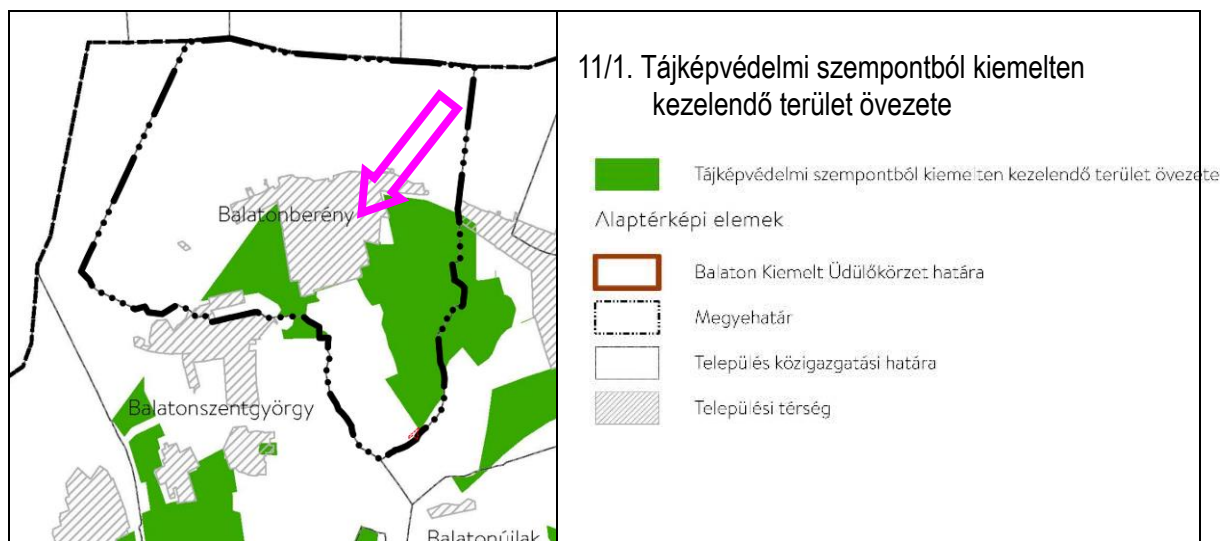 11/1. Tájképvédelmi szempontból kiemelten
kezelendő terület övezete
Tájképvédelmi szempontból kiemelten kezelendő terület övezete
Alaptérképi elemek
Balaton Kiemelt Üdülőkörzet határa
Megyehatár
Település közigazgatási határa
Települési térség
Balatonberény
Balatonszentgyörgy
Balatonújlak